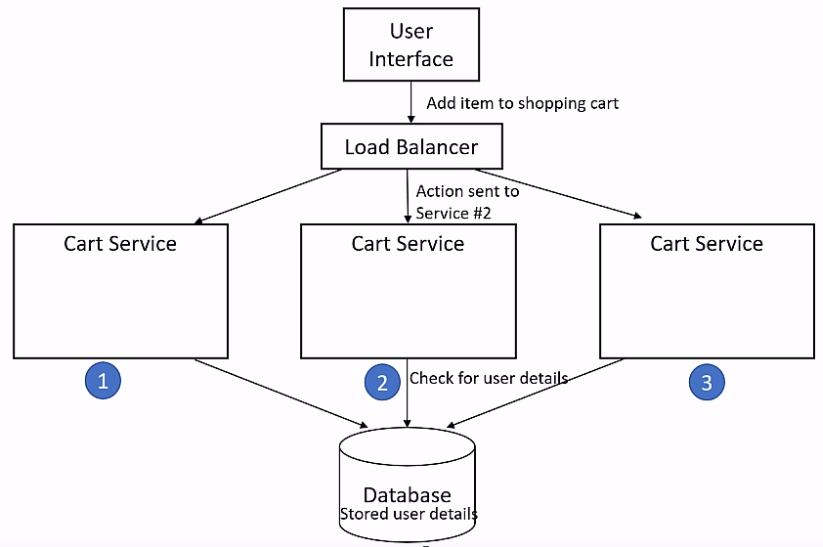 User
Interface
Add item to shopping cart
Load Balancer
Action sent to
Service #2
Cart Service
Cart Service
Cart Service
1
2
Check for user details
3
Database
Stored user details